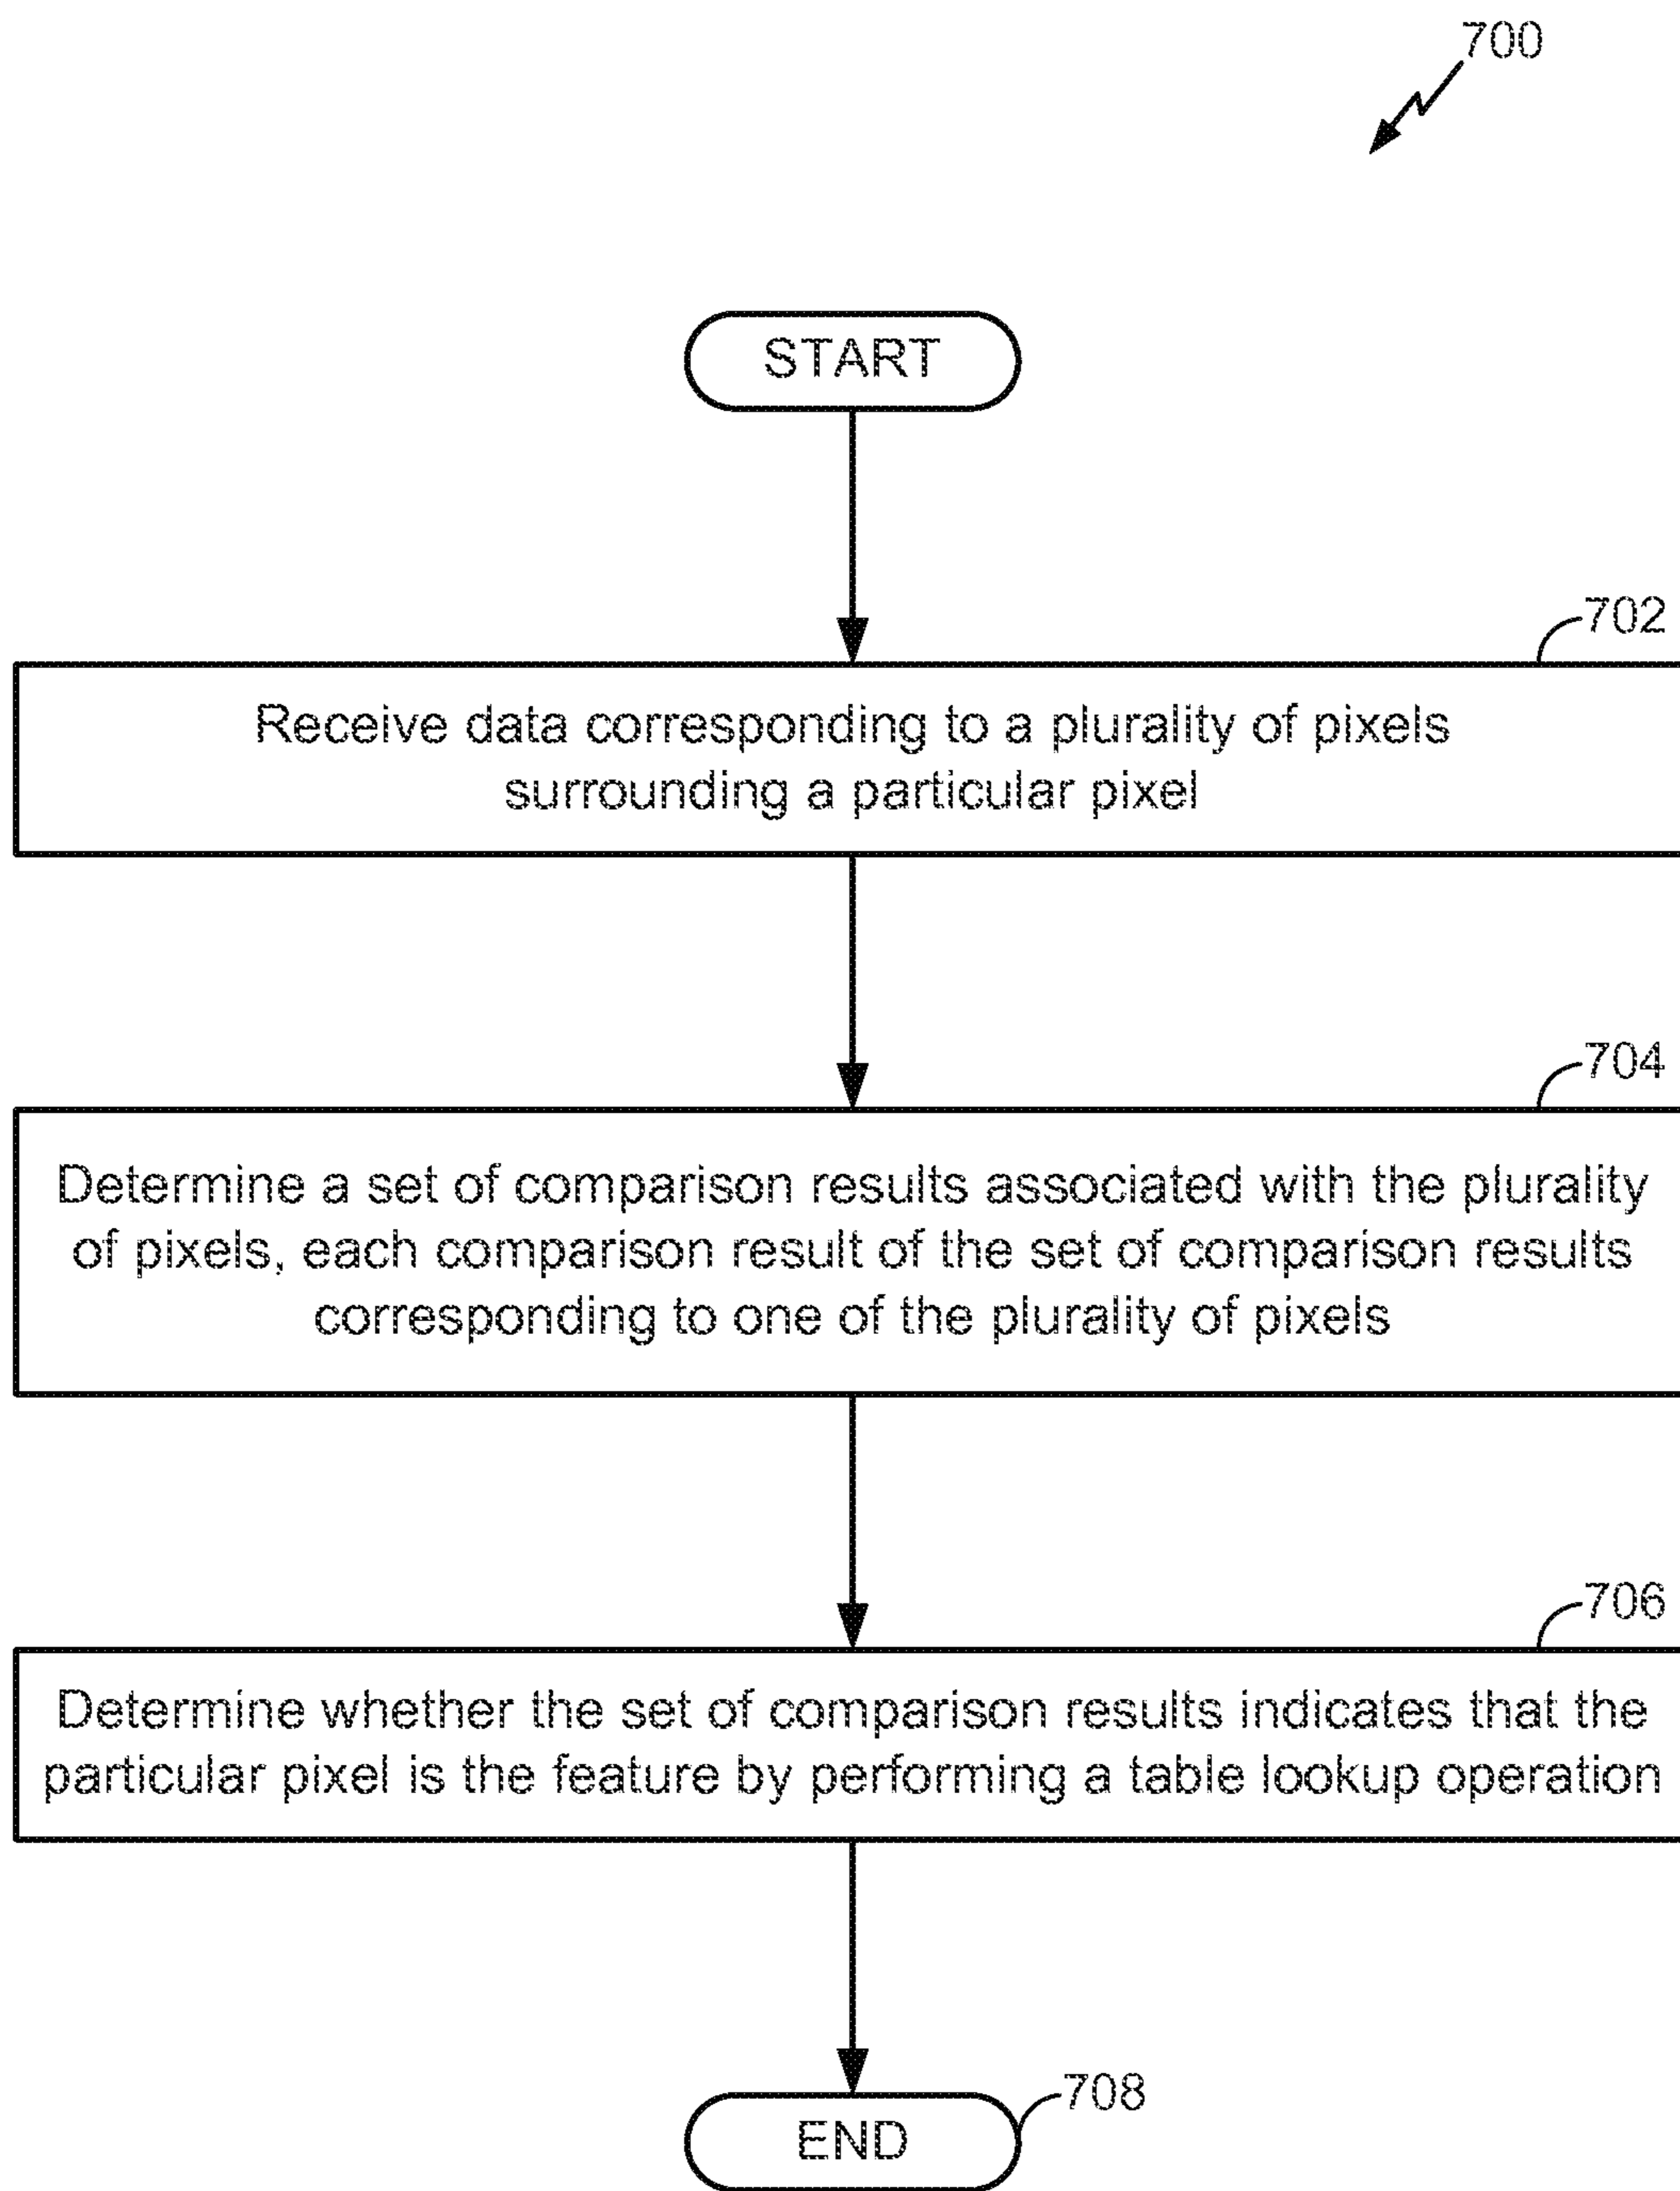 700
START
702
Receive data corresponding to a plurality of pixels
surrounding a particular pixel
704
Determine a set of comparison results associated with the plurality
of pixels, each comparison result of the set of comparison results
corresponding to one of the plurality of pixels
706
Determine whether the set of comparison results indicates that the
particular pixel is the feature by performing a table lookup operation
708
END